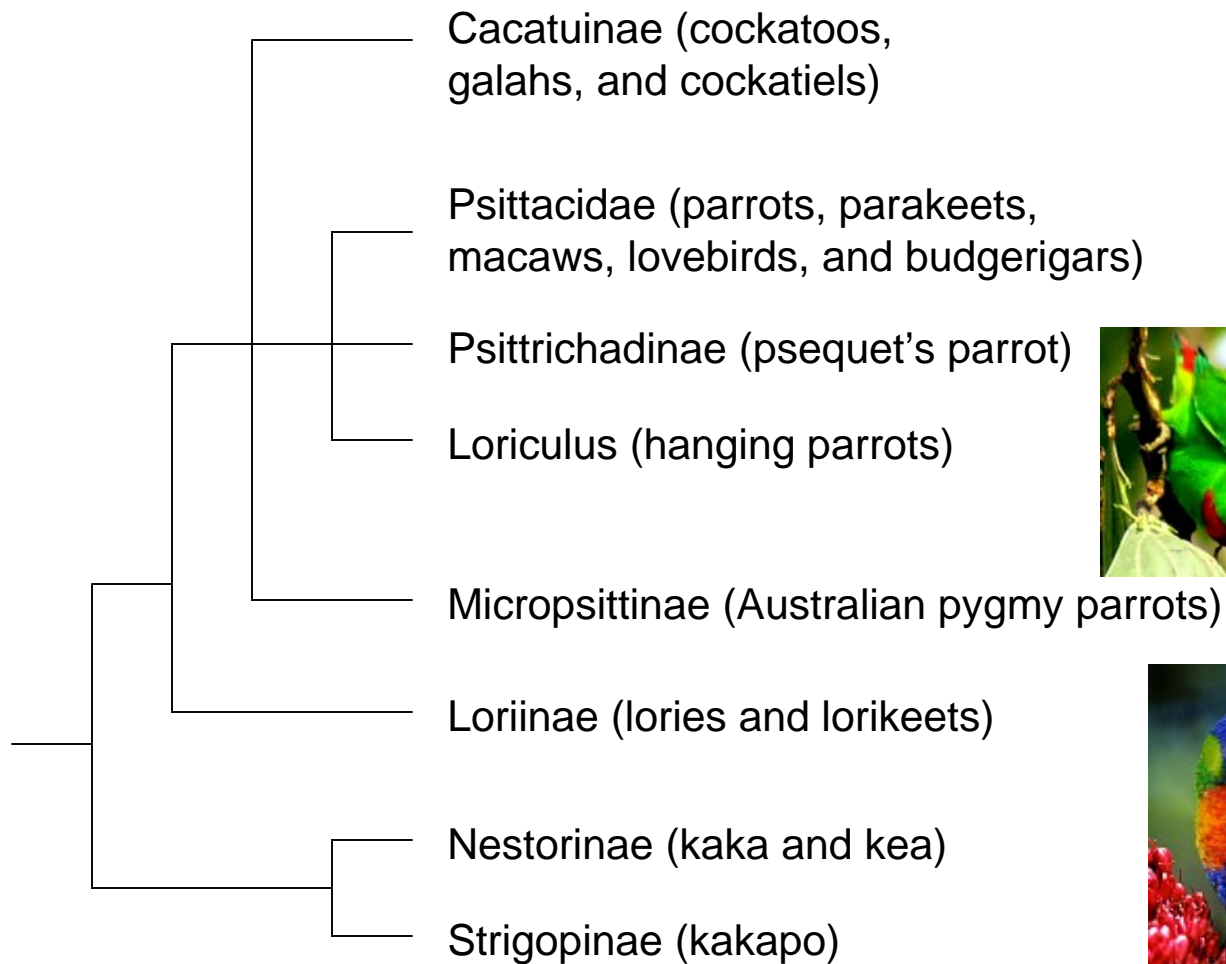 Cacatuinae (cockatoos,
galahs, and cockatiels)
Psittacidae (parrots, parakeets,
macaws, lovebirds, and budgerigars)
Psittrichadinae (psequet’s parrot)
Loriculus (hanging parrots)
Micropsittinae (Australian pygmy parrots)
Loriinae (lories and lorikeets)
Nestorinae (kaka and kea)
Strigopinae (kakapo)